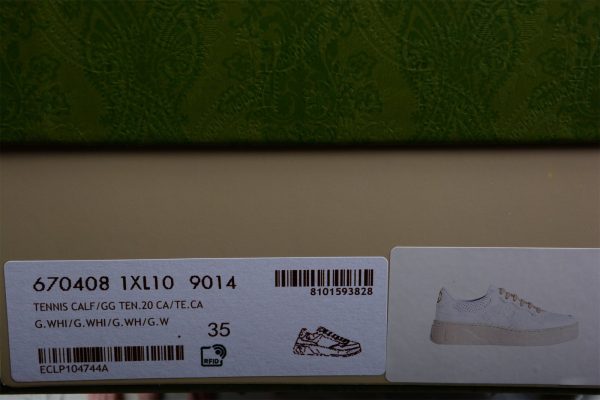 670408 1XL10 9014
8101593828
TENNIS CALF/GG TEN.20 CA/TE.CA
G.WHI/G.WHI/G.WH/G.W
35
RFID
ECLP104744A